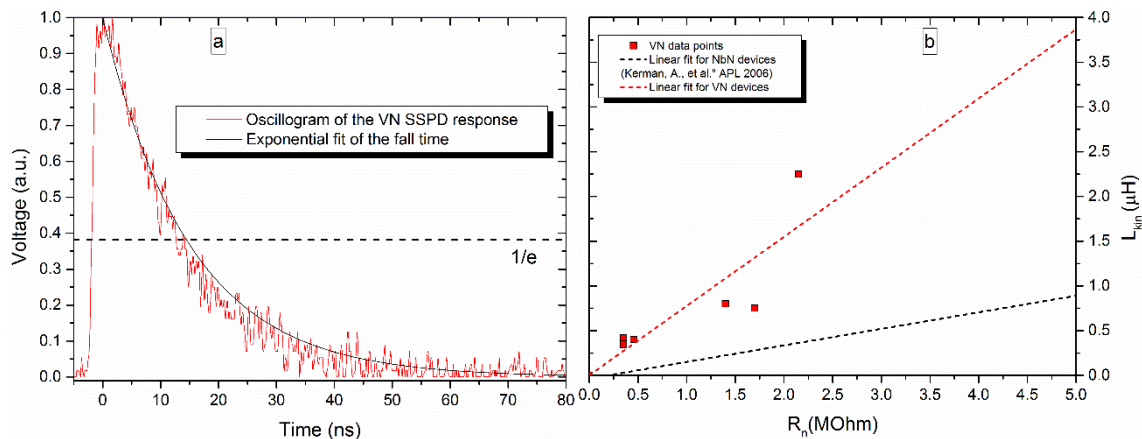 a
Oscillogram of the VN SSPD response
Exponential fit of the fall time
1/e
Voltage (a.u.)
1.0
0.9
0.8
0.7
0.6
0.5
0.4
0.3
0.2
0.1
0.0
0 10 20 30 40 50 60 70 80
Time (ns)
b
VN data points
Linear fit for NbN devices
(Kerman, A., et al." APL 2006)
Linear fit for VN devices
4.0
3.5
3.0
2.5
2.0
1.5
1.0
0.5
0.0
L_kin (µH)
0.0 0.5 1.0 1.5 2.0 2.5 3.0 3.5 4.0 4.5 5.0
R_n(MOhm)